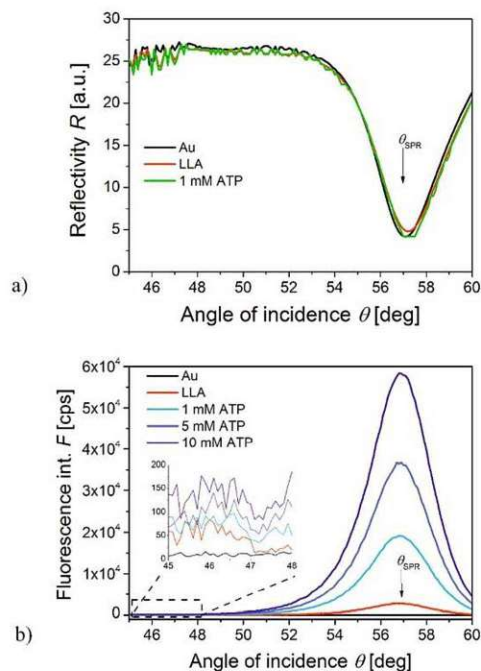 30
25
20
15
10
5
0
Reflectivity R [a.u.]
Au
LLA
1 mM ATP
θSPR
46 48 50 52 54 56 58 60
Angle of incidence θ [deg]
a)
6x10⁴
5x10⁴
4x10⁴
3x10⁴
2x10⁴
1x10⁴
0
Fluorescence int. F [cps]
Au
LLA
1 mM ATP
5 mM ATP
10 mM ATP
200
150
100
50
0
45 46 47 48
θSPR
46 48 50 52 54 56 58 60
Angle of incidence θ [deg]
b)